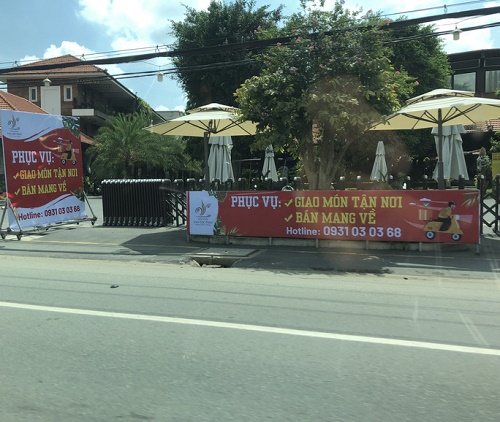 PHỤC VỤ:
GIAO MÓN TẬN NƠI
BÁN MANG VỀ
Hotline: 0931 03 03 68
PHỤC VỤ:
GIAO MÓN TẬN NƠI
BÁN MANG VỀ
Hotline: 0931 03 03 68